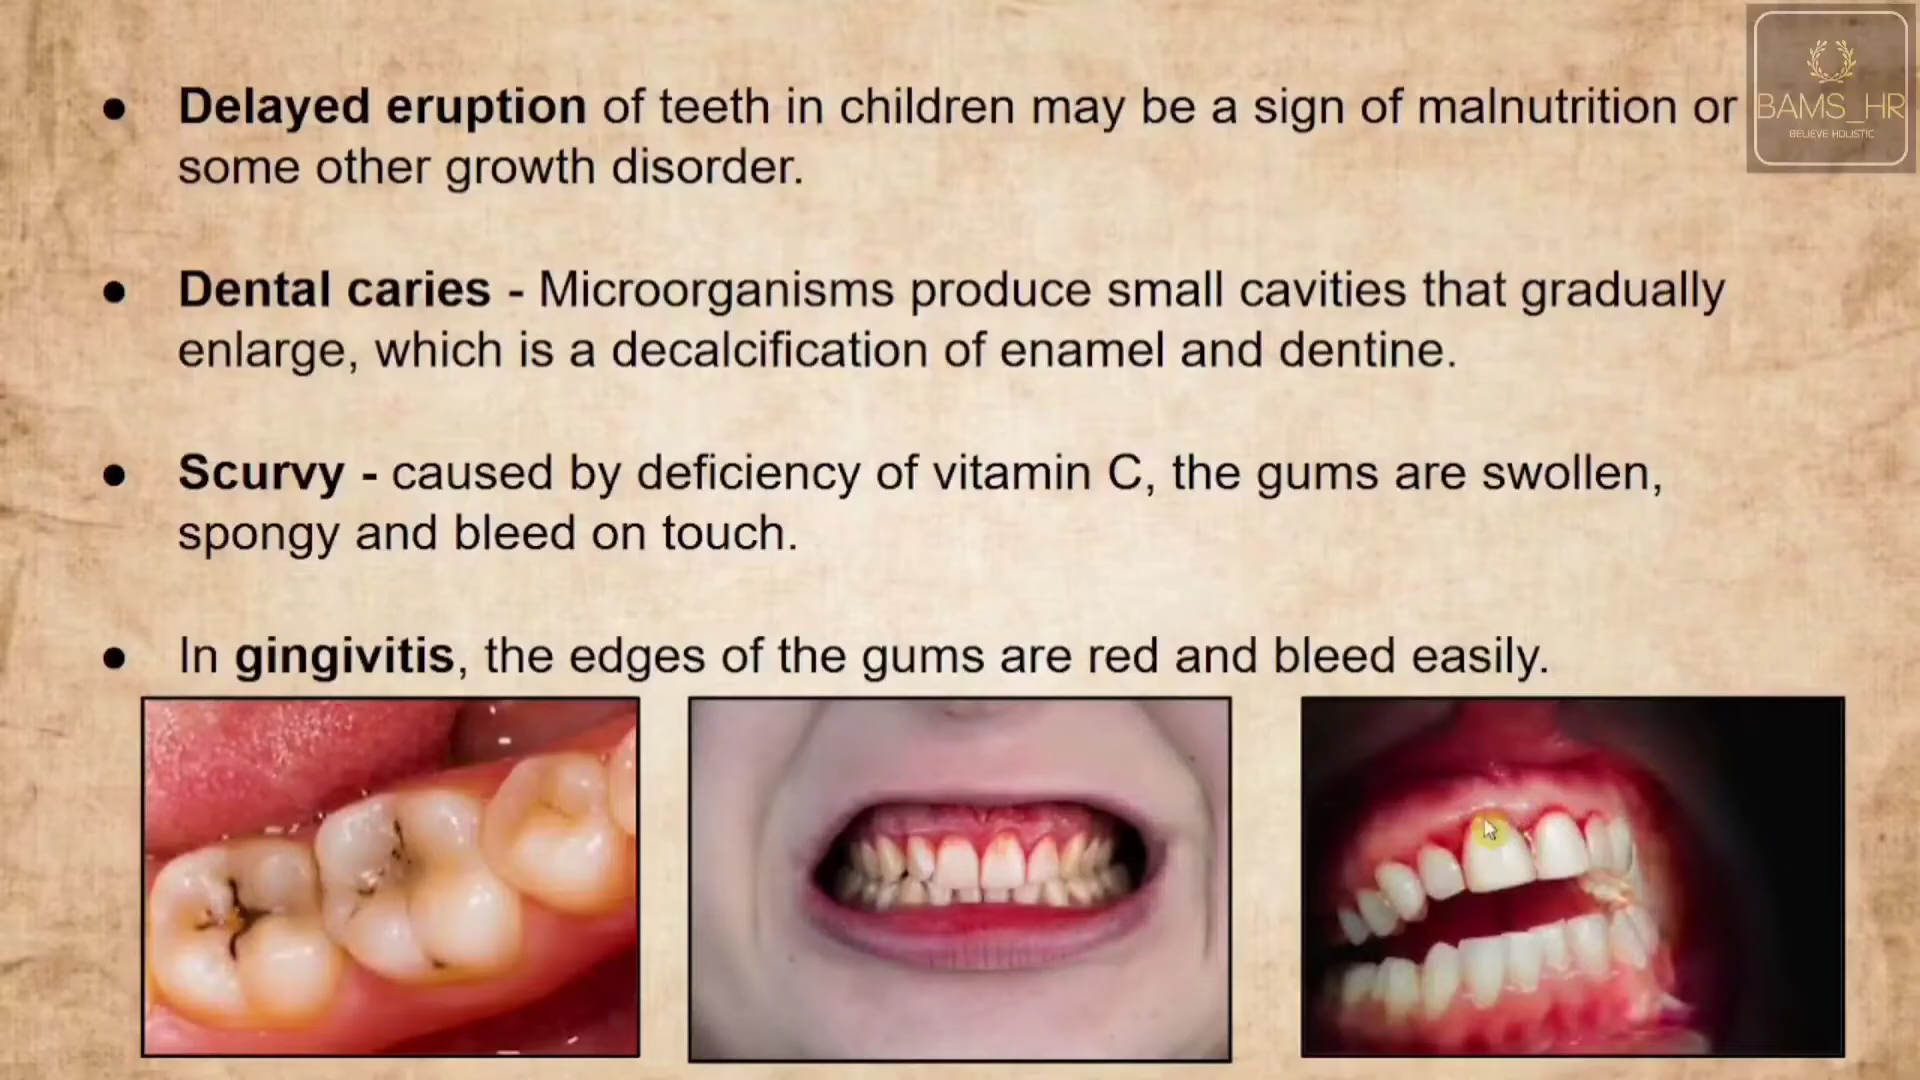 ● Delayed eruption of teeth in children may be a sign of malnutrition or
some other growth disorder.
● Dental caries - Microorganisms produce small cavities that gradually
enlarge, which is a decalcification of enamel and dentine.
● Scurvy - caused by deficiency of vitamin C, the gums are swollen,
spongy and bleed on touch.
● In gingivitis, the edges of the gums are red and bleed easily.
BAMS_HR
BELIEVE HOLISTIC